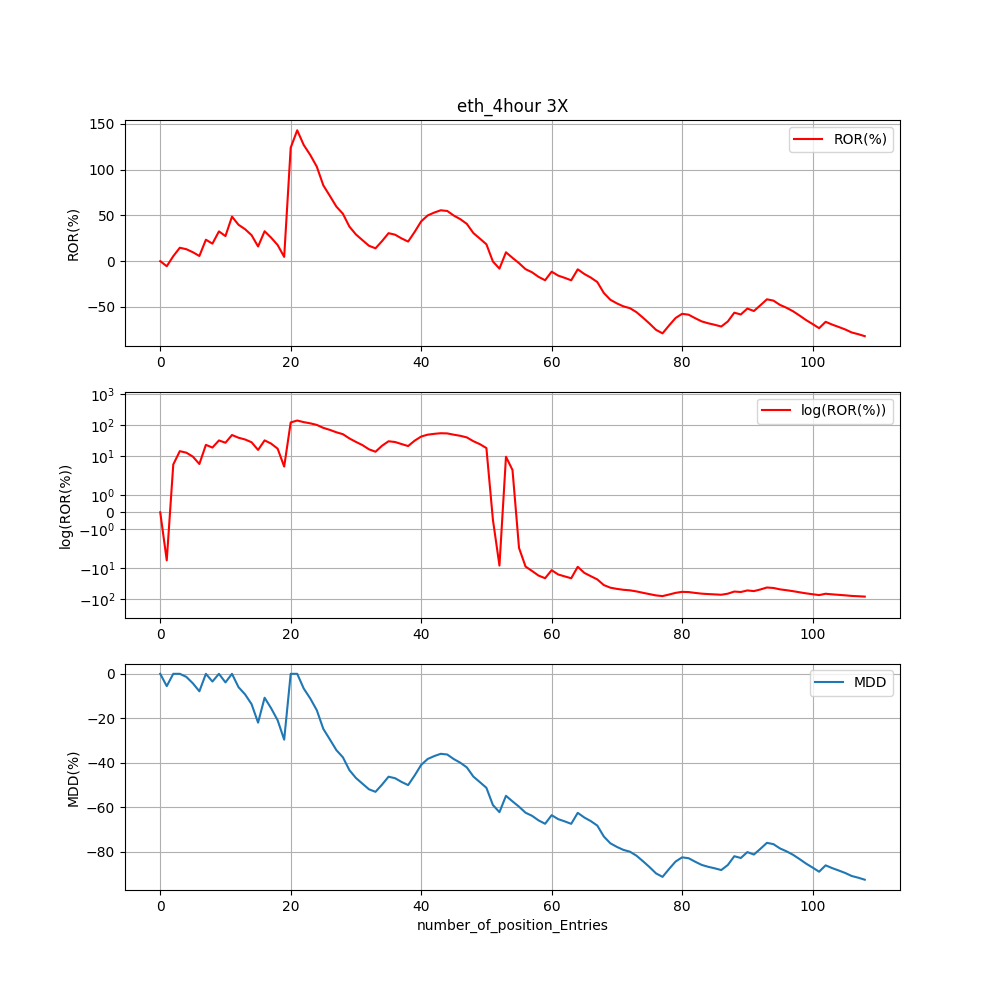 eth_4hour 3X
150
100
50
0
−50
ROR(%)
ROR(%)
0 20 40 60 80 100
10³
10²
10¹
10⁰
0
−10⁰
−10¹
−10²
log(ROR(%))
log(ROR(%))
0 20 40 60 80 100
0
−20
−40
−60
−80
MDD(%)
MDD
0 20 40 60 80 100
number_of_position_Entries